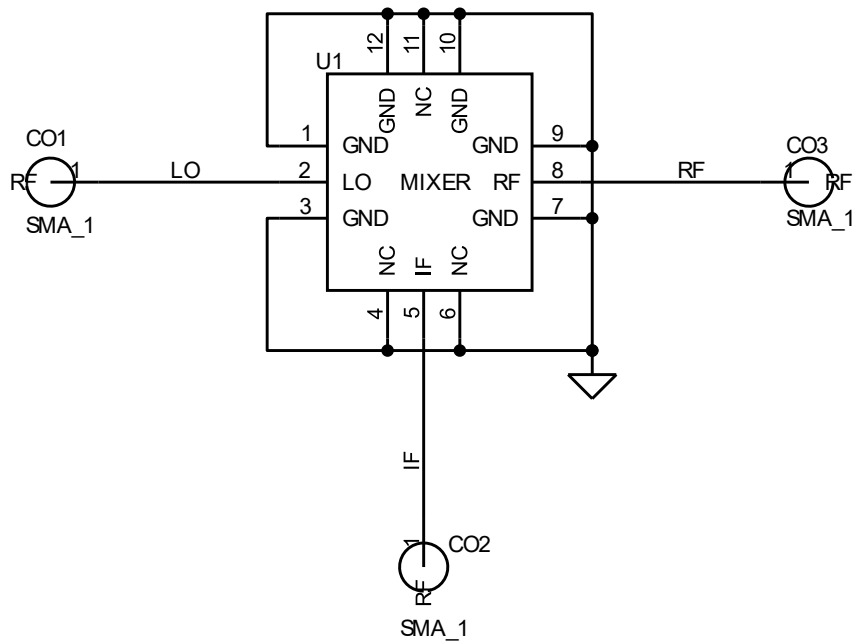 12
11
10
U1
GND
NC
GND
1
GND
GND
9
CO1
CO3
RF
1
LO
2
LO
MIXER
RF
8
RF
1
RF
SMA_1
3
GND
GND
7
SMA_1
NC
IF
NC
4
5
6
IF
1
CO2
RF
SMA_1